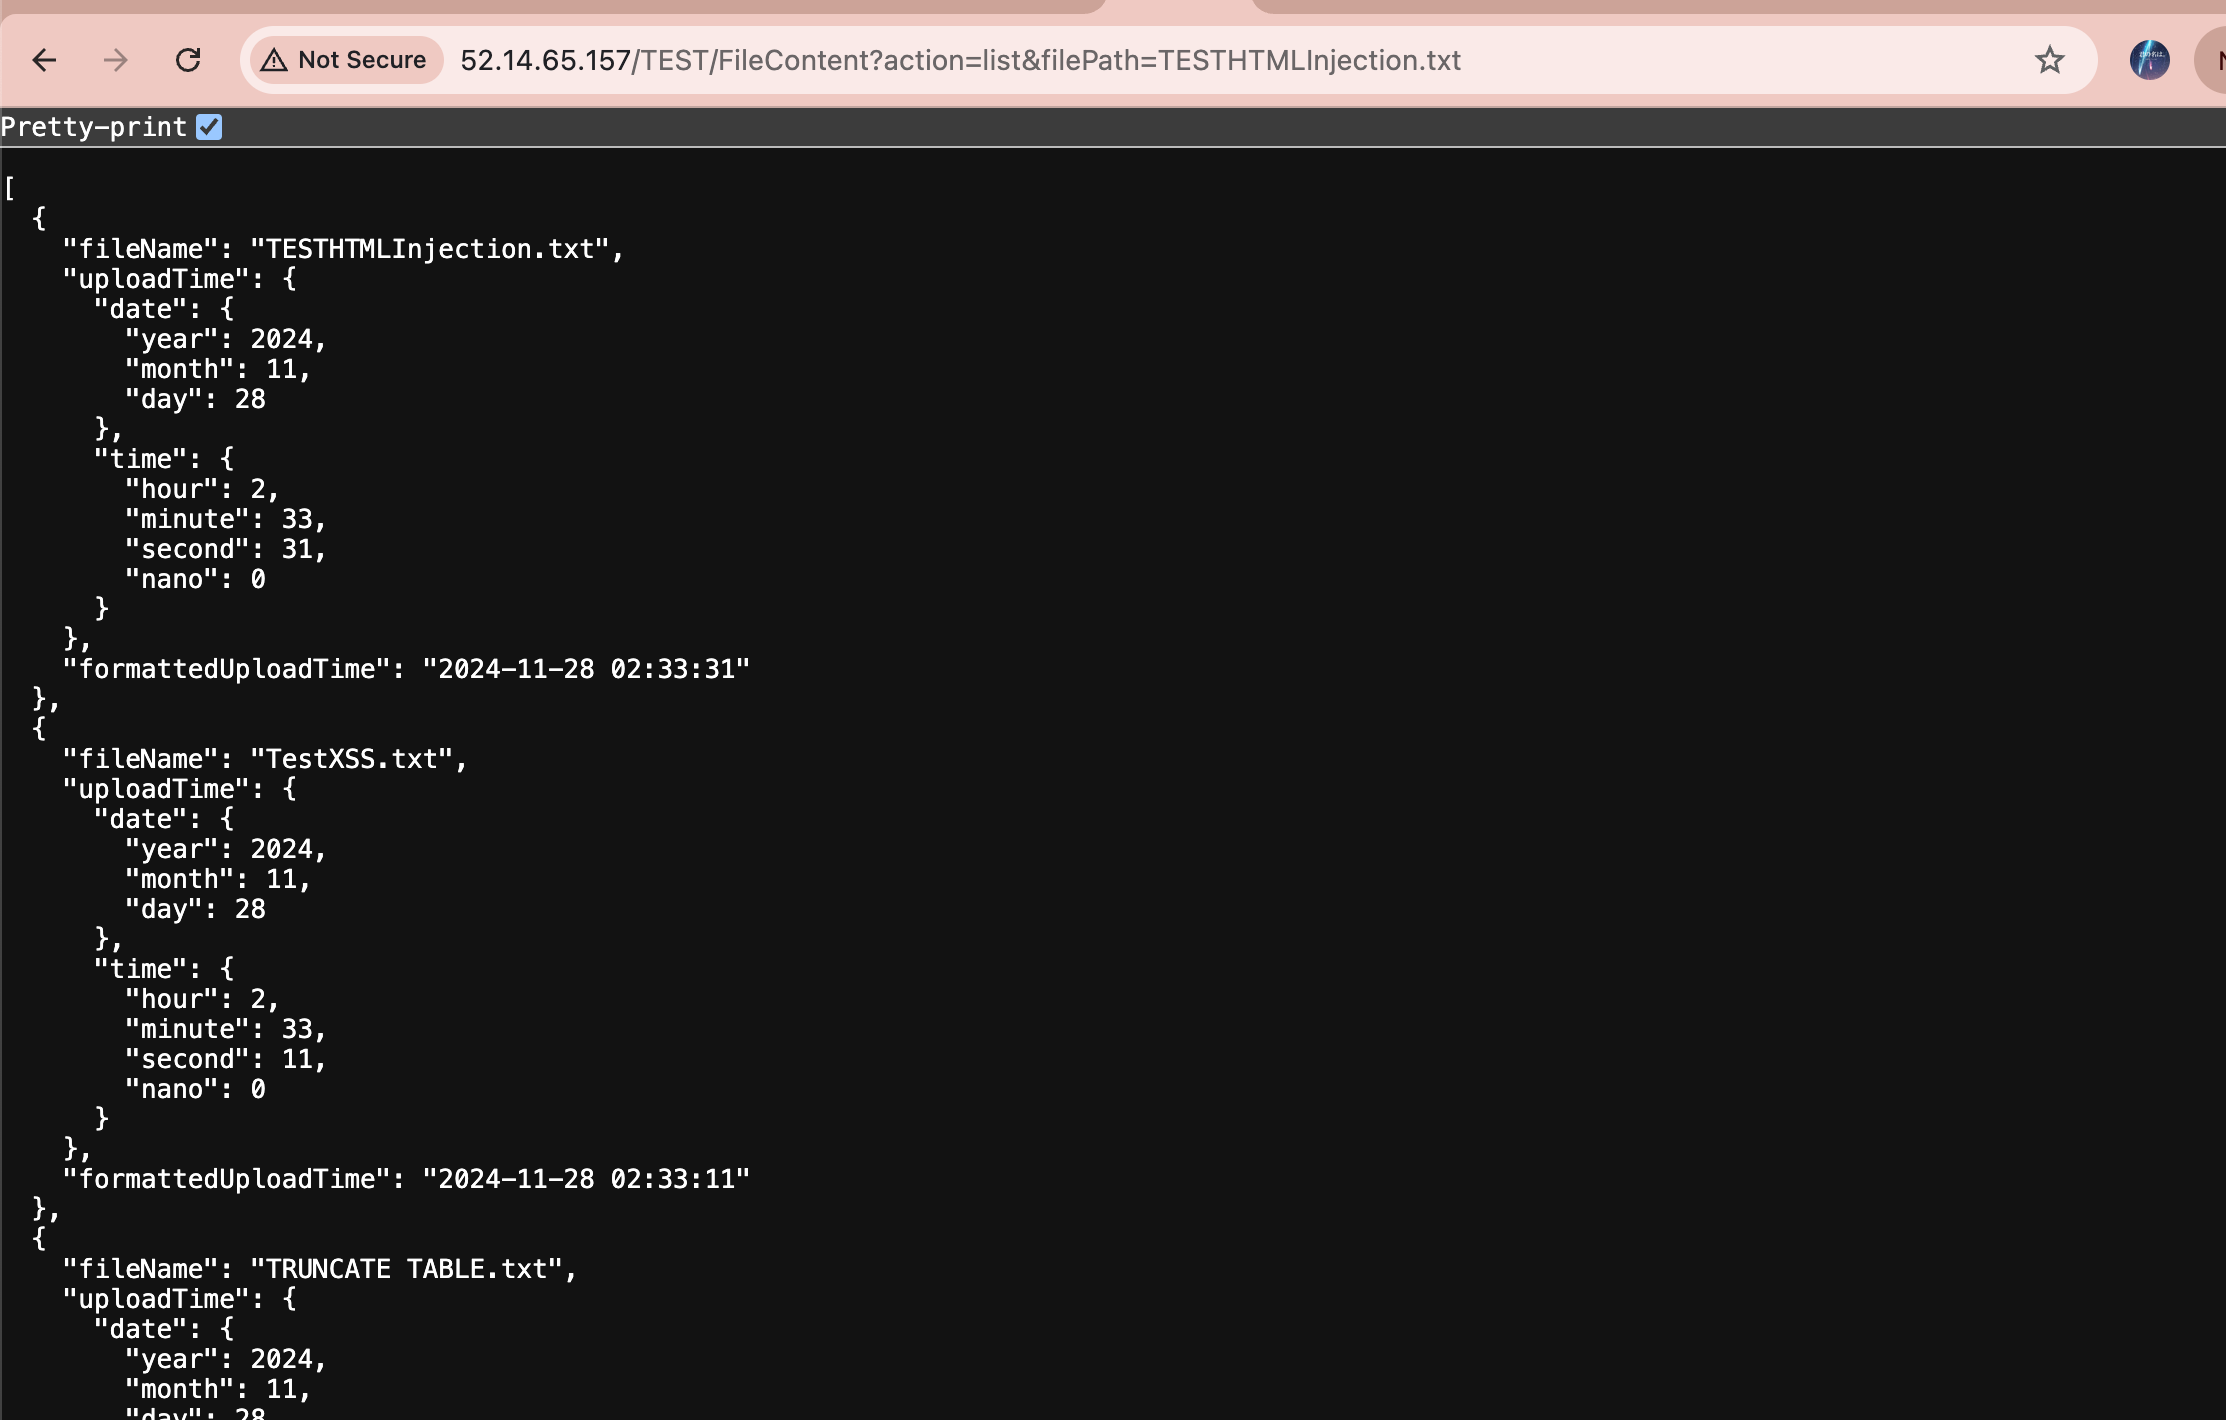 Not Secure 52.14.65.157/TEST/FileContent?action=list&filePath=TESTHTMLInjection.txt
Pretty-print
[
  {
    "fileName": "TESTHTMLInjection.txt",
    "uploadTime": {
      "date": {
        "year": 2024,
        "month": 11,
        "day": 28
      },
      "time": {
        "hour": 2,
        "minute": 33,
        "second": 31,
        "nano": 0
      }
    },
    "formattedUploadTime": "2024-11-28 02:33:31"
  },
  {
    "fileName": "TestXSS.txt",
    "uploadTime": {
      "date": {
        "year": 2024,
        "month": 11,
        "day": 28
      },
      "time": {
        "hour": 2,
        "minute": 33,
        "second": 11,
        "nano": 0
      }
    },
    "formattedUploadTime": "2024-11-28 02:33:11"
  },
  {
    "fileName": "TRUNCATE TABLE.txt",
    "uploadTime": {
      "date": {
        "year": 2024,
        "month": 11,
        "day": 28